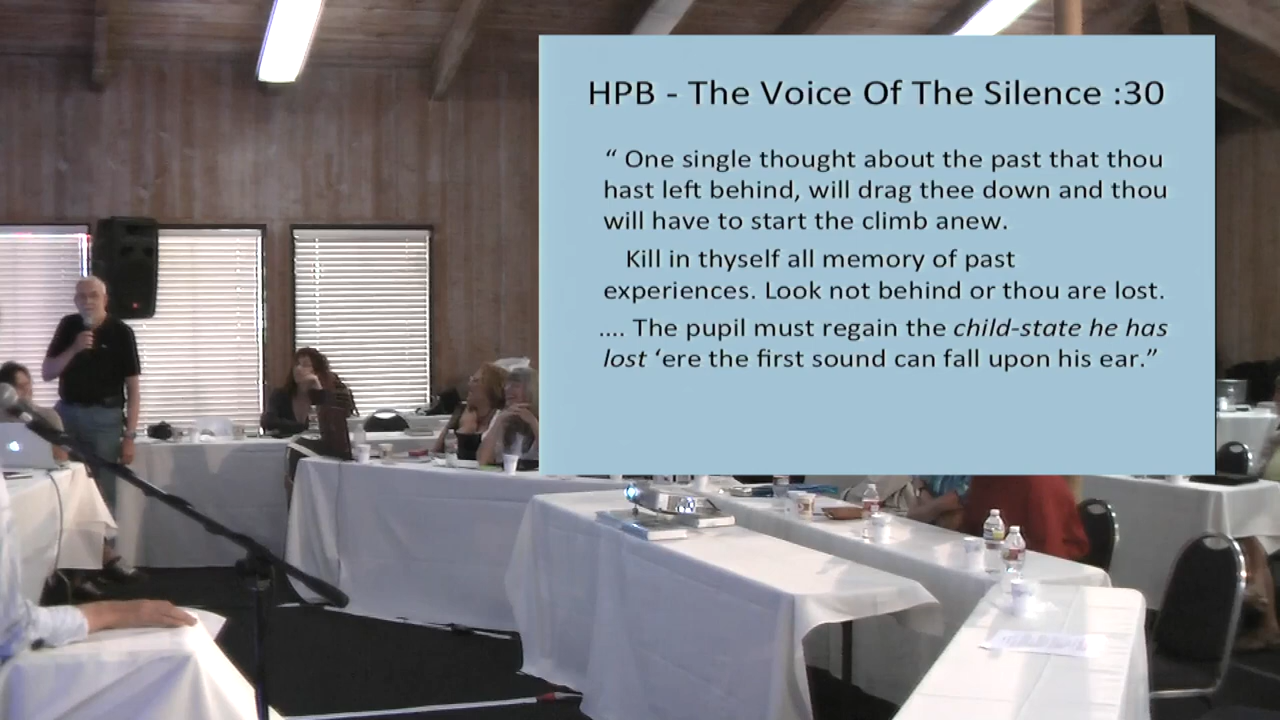 HPB - The Voice Of The Silence :30
“ One single thought about the past that thou
hast left behind, will drag thee down and thou
will have to start the climb anew.
Kill in thyself all memory of past
experiences. Look not behind or thou are lost.
.... The pupil must regain the child-state he has
lost ‘ere the first sound can fall upon his ear.”